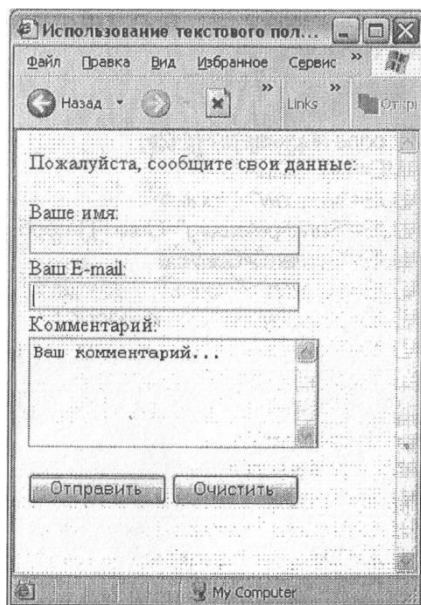 Использование текстового пол...
Файл Правка Вид Избранное Сервис »
Назад » Links »
Пожалуйста, сообщите свои данные:
Ваше имя:
Ваш E-mail:
Комментарий:
Ваш комментарий...
Отправить Очистить
My Computer